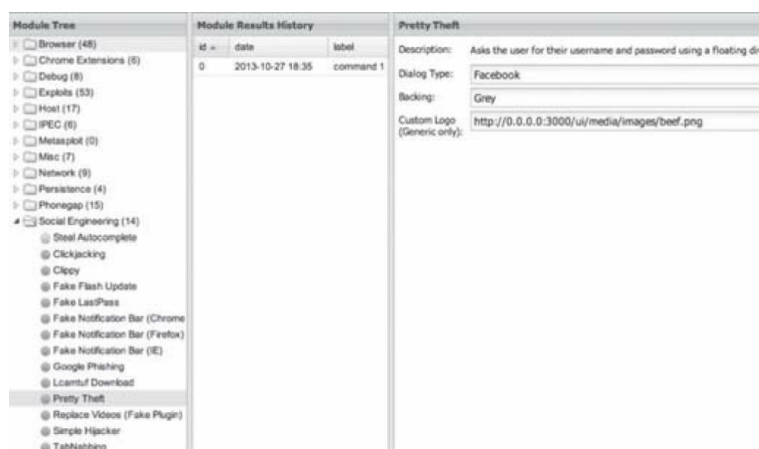 Module Tree
Browser (48)
Chrome Extensions (6)
Debug (8)
Exploits (53)
Host (17)
IPEC (6)
Metasploit (0)
Misc (7)
Network (9)
Persistence (4)
Phonegap (15)
Social Engineering (14)
Steal Autocomplete
Clickjacking
Clippy
Fake Flash Update
Fake LastPass
Fake Notification Bar (Chrome
Fake Notification Bar (Firefox)
Fake Notification Bar (IE)
Google Phishing
Lcamtuf Download
Pretty Theft
Replace Videos (Fake Plugin)
Simple Hijacker
TabNabbing
Module Results History
id date label
0 2013-10-27 18:35 command 1
Pretty Theft
Description: Asks the user for their username and password using a floating di
Dialog Type: Facebook
Backing: Grey
Custom Logo http://0.0.0.0:3000/ui/media/images/beef.png
(Generic only):